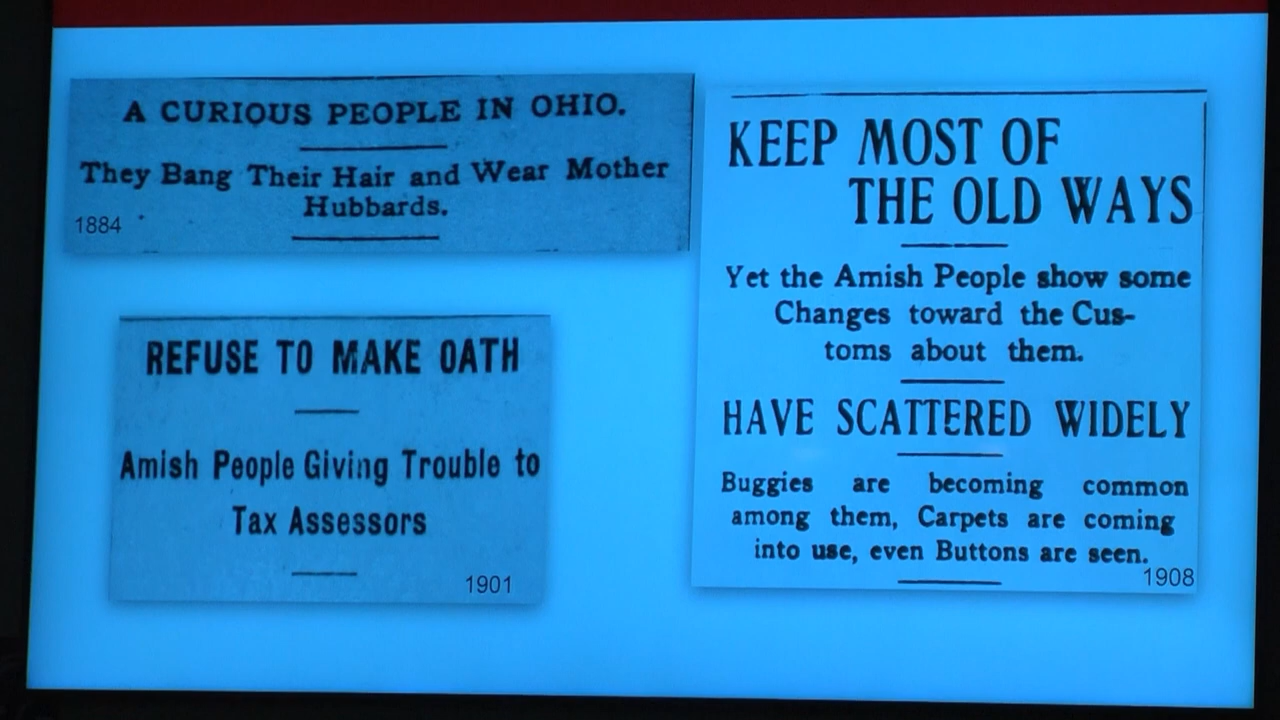 A CURIOUS PEOPLE IN OHIO.
They Bang Their Hair and Wear Mother
Hubbards.
1884
REFUSE TO MAKE OATH
Amish People Giving Trouble to
Tax Assessors
1901
KEEP MOST OF
THE OLD WAYS
Yet the Amish People show some
Changes toward the Cus-
toms about them.
HAVE SCATTERED WIDELY
Buggies are becoming common
among them, Carpets are coming
into use, even Buttons are seen.
1908